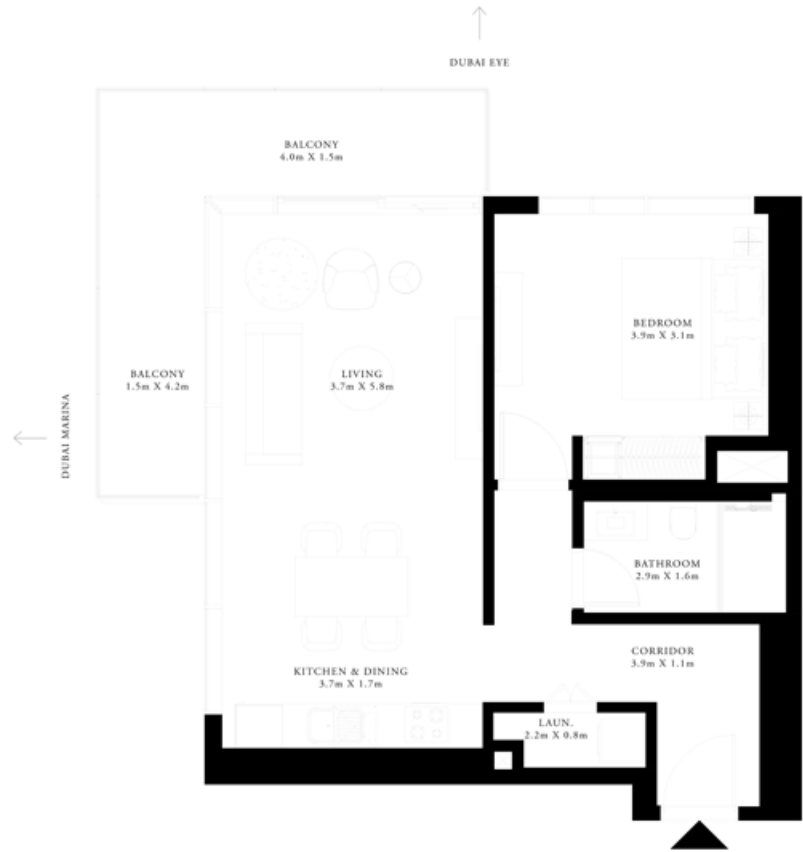 DUBAI EYE
BALCONY
4.0m X 1.5m
BEDROOM
3.9m X 3.1m
BALCONY
1.5m X 4.2m
LIVING
3.7m X 5.8m
DUBAI MARINA
BATHROOM
2.9m X 1.6m
CORRIDOR
3.9m X 1.1m
KITCHEN & DINING
3.7m X 1.7m
LAUN.
2.2m X 0.8m